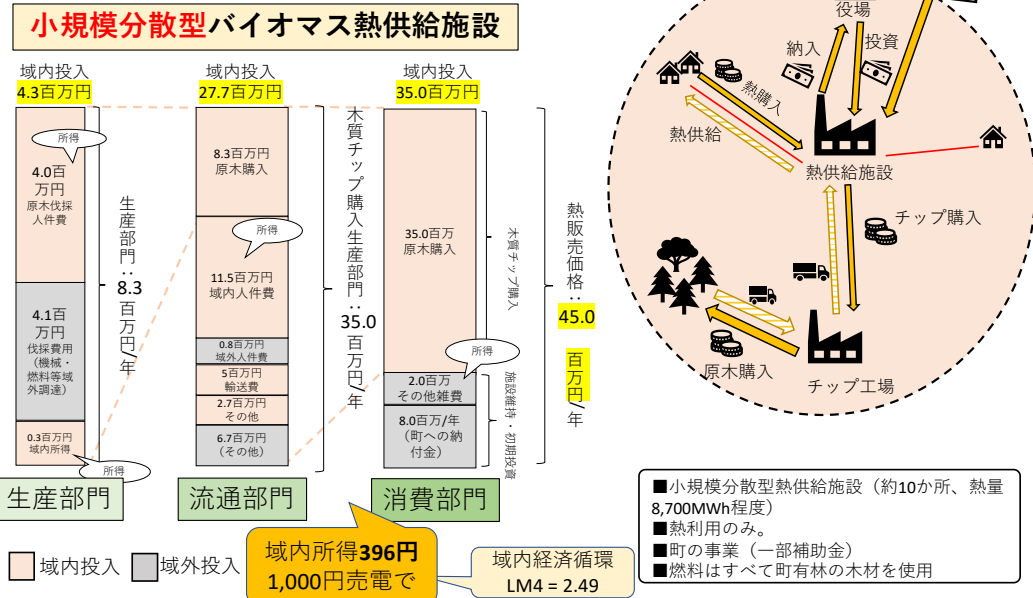 小規模分散型バイオマス熱供給施設
域内投入
4.3百万円
所得
4.0百
万円
原木伐採
人件費
4.1百
万円
伐採費用
(機械・
燃料等域
外調達)
0.3百万円
域内所得
所得
生産部門:8.3百万円/年
生産部門
域内投入
27.7百万円
8.3百万円
原木購入
所得
11.5百万円
域内人件費
0.8百万円
域外人件費
5百万円
輸送費
2.7百万円
その他
6.7百万円
(その他)
木質チップ購入生産部門:35.0百万円/年
流通部門
域内投入
35.0百万円
35.0百万
原木購入
所得
2.0百万
その他雑費
8.0百万/年
(町への納
付金)
木質チップ購入
施設維持・初期投資
熱販売価格:45.0百万円/年
消費部門
域内投入
域外投入
域内所得396円
1,000円売電で
域内経済循環
LM4 = 2.49
役場
納入
投資
熱購入
熱供給
熱供給施設
チップ購入
原木購入
チップ工場
■小規模分散型熱供給施設(約10か所、熱量
8,700MWh程度)
■熱利用のみ。
■町の事業(一部補助金)
■燃料はすべて町有林の木材を使用